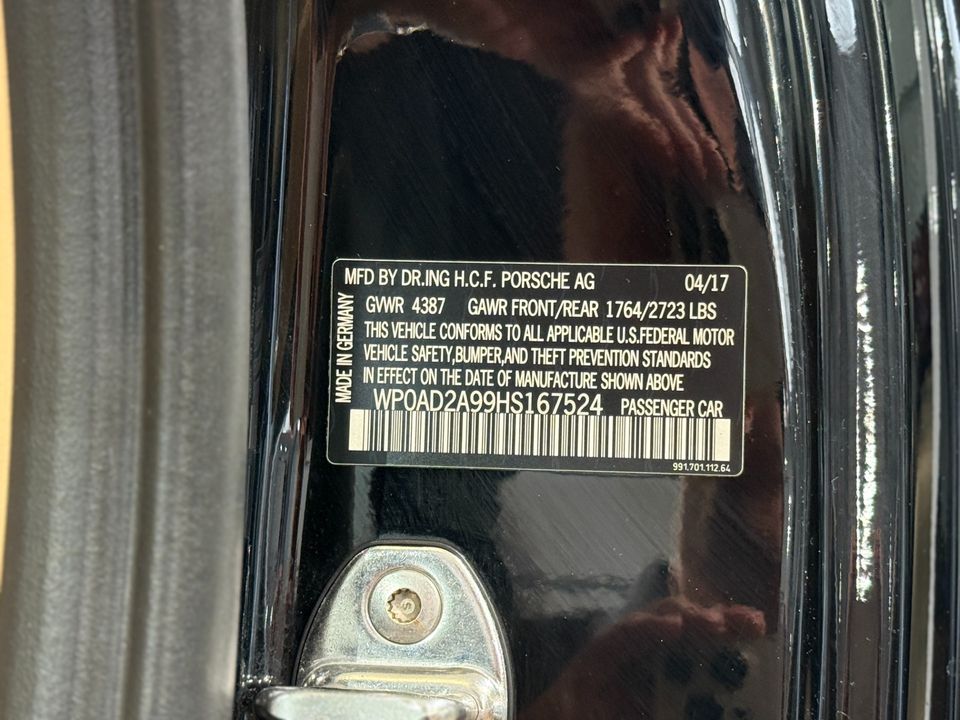 MFD BY DR.ING H.C.F. PORSCHE AG 04/17
MADE IN GERMANY
GVWR 4387 GAWR FRONT/REAR 1764/2723 LBS
THIS VEHICLE CONFORMS TO ALL APPLICABLE U.S.FEDERAL MOTOR
VEHICLE SAFETY,BUMPER,AND THEFT PREVENTION STANDARDS
IN EFFECT ON THE DATE OF MANUFACTURE SHOWN ABOVE
WP0AD2A99HS167524 PASSENGER CAR
991.701.112.64